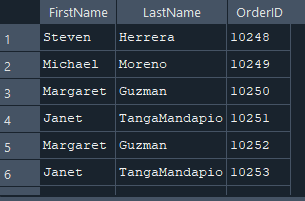 FirstName LastName OrderID
1 Steven Herrera 10248
2 Michael Moreno 10249
3 Margaret Guzman 10250
4 Janet TangaMandapio 10251
5 Margaret Guzman 10252
6 Janet TangaMandapio 10253